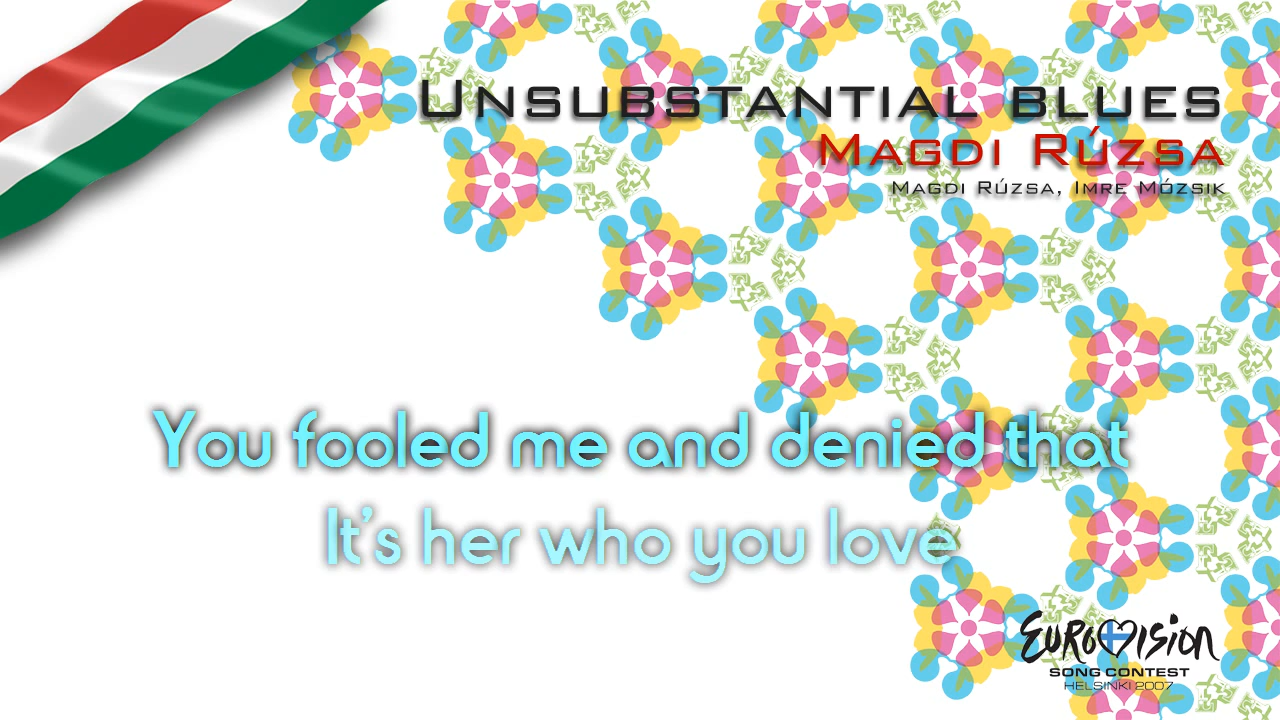 Unsubstantial blues
Magdi Rúzsa
Magdi Rúzsa, Imre Mózsik
You fooled me and denied that
It's her who you love
EUROVISION
SONG CONTEST
HELSINKI 2007